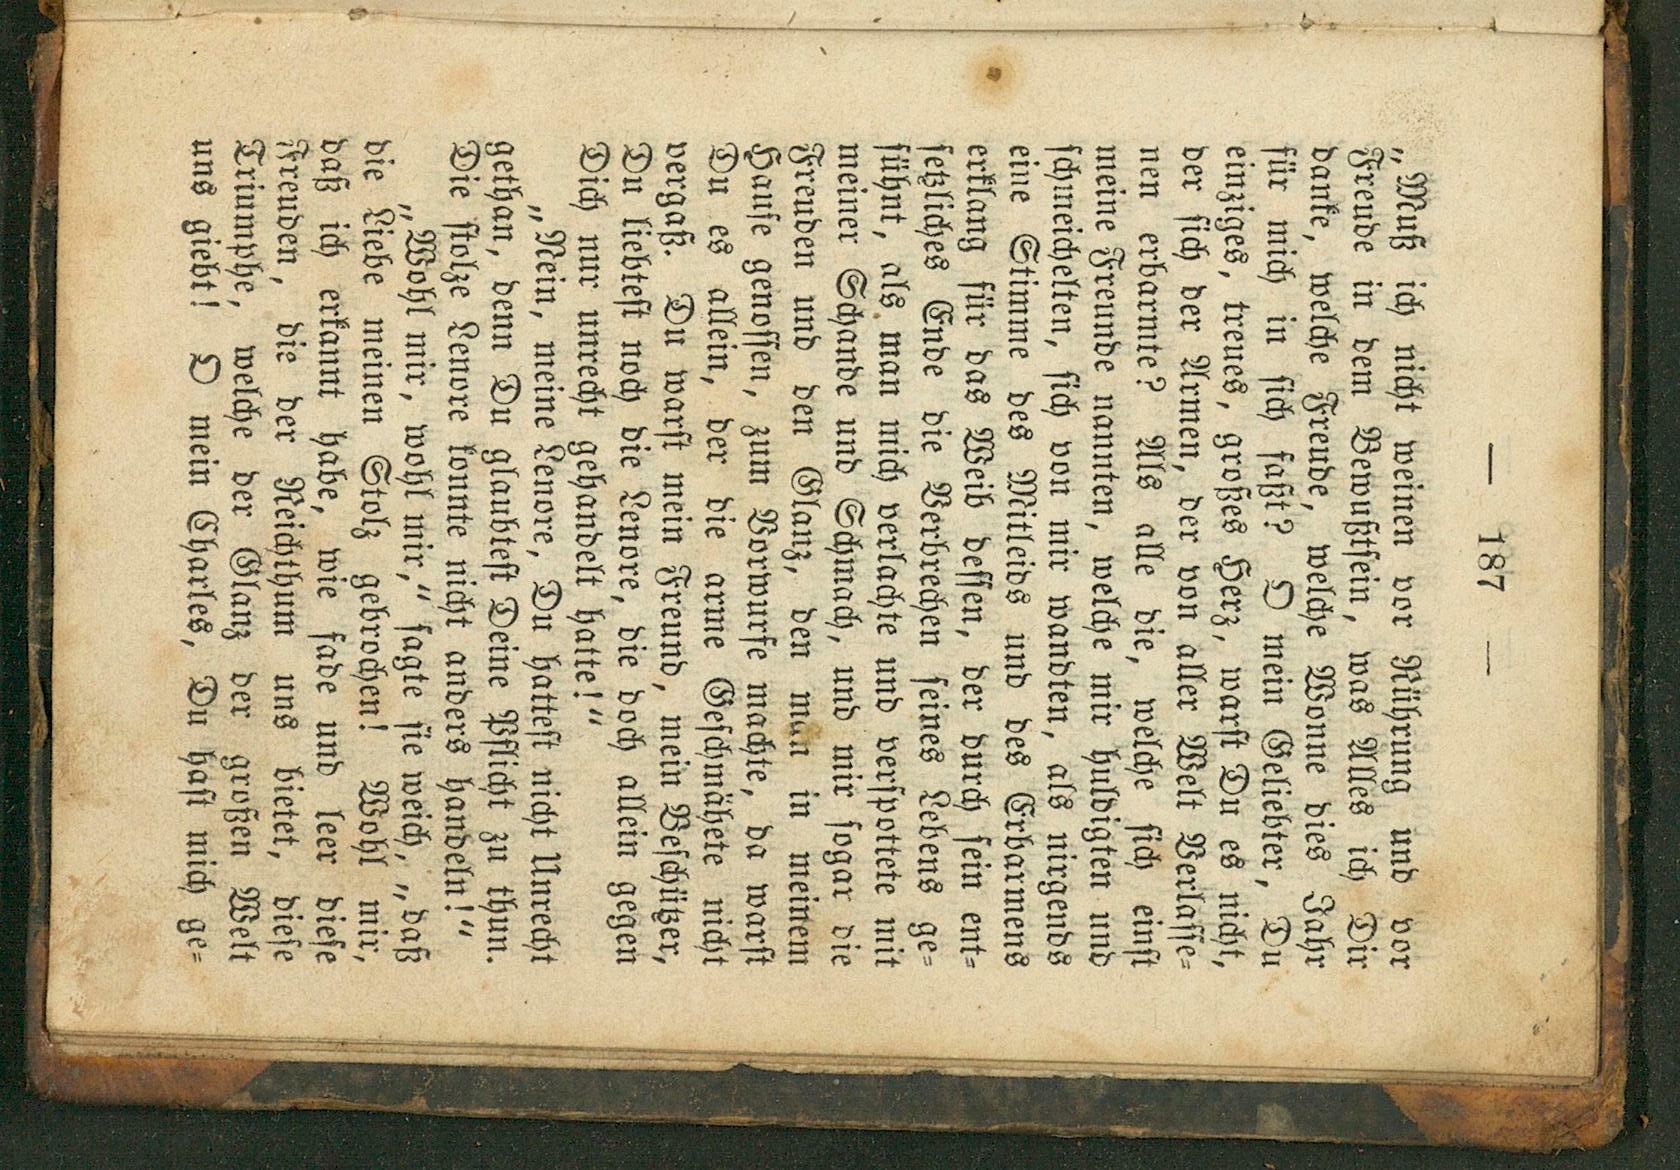 — 187 —
„Muß ich nicht weinen vor Rührung und vor
Freude in dem Bewußtsein, was Alles ich Dir
danke, welche Freude, welche Wonne dies Jahr
für mich in sich faßt? O mein Geliebter, Du
einziges, treues, großes Herz, warst Du es nicht,
der sich der Armen, der von aller Welt Verlasse-
nen erbarmte? Als alle die, welche sich einst
meine Freunde nannten, welche mir huldigten und
schmeichelten, sich von mir wandten, als nirgends
eine Stimme des Mitleids und des Erbarmens
erklang für das Weib dessen, der durch sein ent-
setzliches Ende die Verbrechen seines Lebens ge-
sühnt, als man mich verlachte und verspottete mit
meiner Schande und Schmach, und mir sogar die
Freuden und den Glanz, den man in meinem
Hause genossen, zum Vorwurfe machte, da warst
Du es allein, der die arme Geschmähete nicht
vergaß. Du warst mein Freund, mein Beschützer,
Du liebtest noch die Lenore, die doch allein gegen
Dich nur unrecht gehandelt hatte!“
„Nein, meine Lenore, Du hattest nicht Unrecht
gethan, denn Du glaubtest Deine Pflicht zu thun.
Die stolze Lenore konnte nicht anders handeln!“
„Wohl mir, wohl mir,“ sagte sie weich, „daß
die Liebe meinen Stolz gebrochen! Wohl mir,
daß ich erkannt habe, wie fade und leer diese
Freuden, die der Reichthum uns bietet, diese
Triumphe, welche der Glanz der großen Welt
uns giebt! O mein Charles, Du hast mich ge-